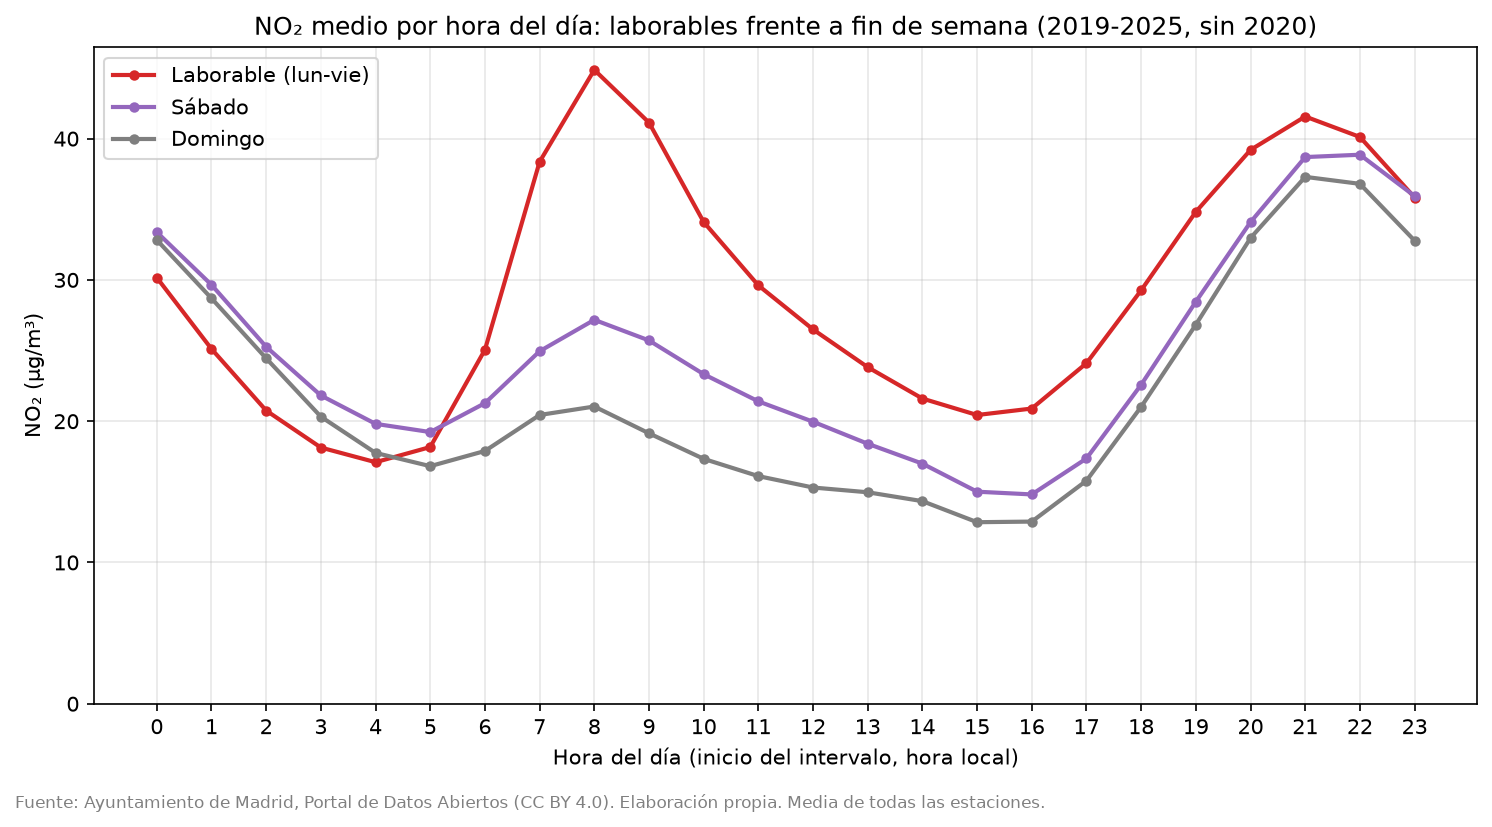 NO₂ medio por hora del día: laborables frente a fin de semana (2019-2025, sin 2020)
Laborable (lun-vie)
Sábado
Domingo
NO₂ (µg/m³)
40
30
20
10
0
0 1 2 3 4 5 6 7 8 9 10 11 12 13 14 15 16 17 18 19 20 21 22 23
Hora del día (inicio del intervalo, hora local)
Fuente: Ayuntamiento de Madrid, Portal de Datos Abiertos (CC BY 4.0). Elaboración propia. Media de todas las estaciones.